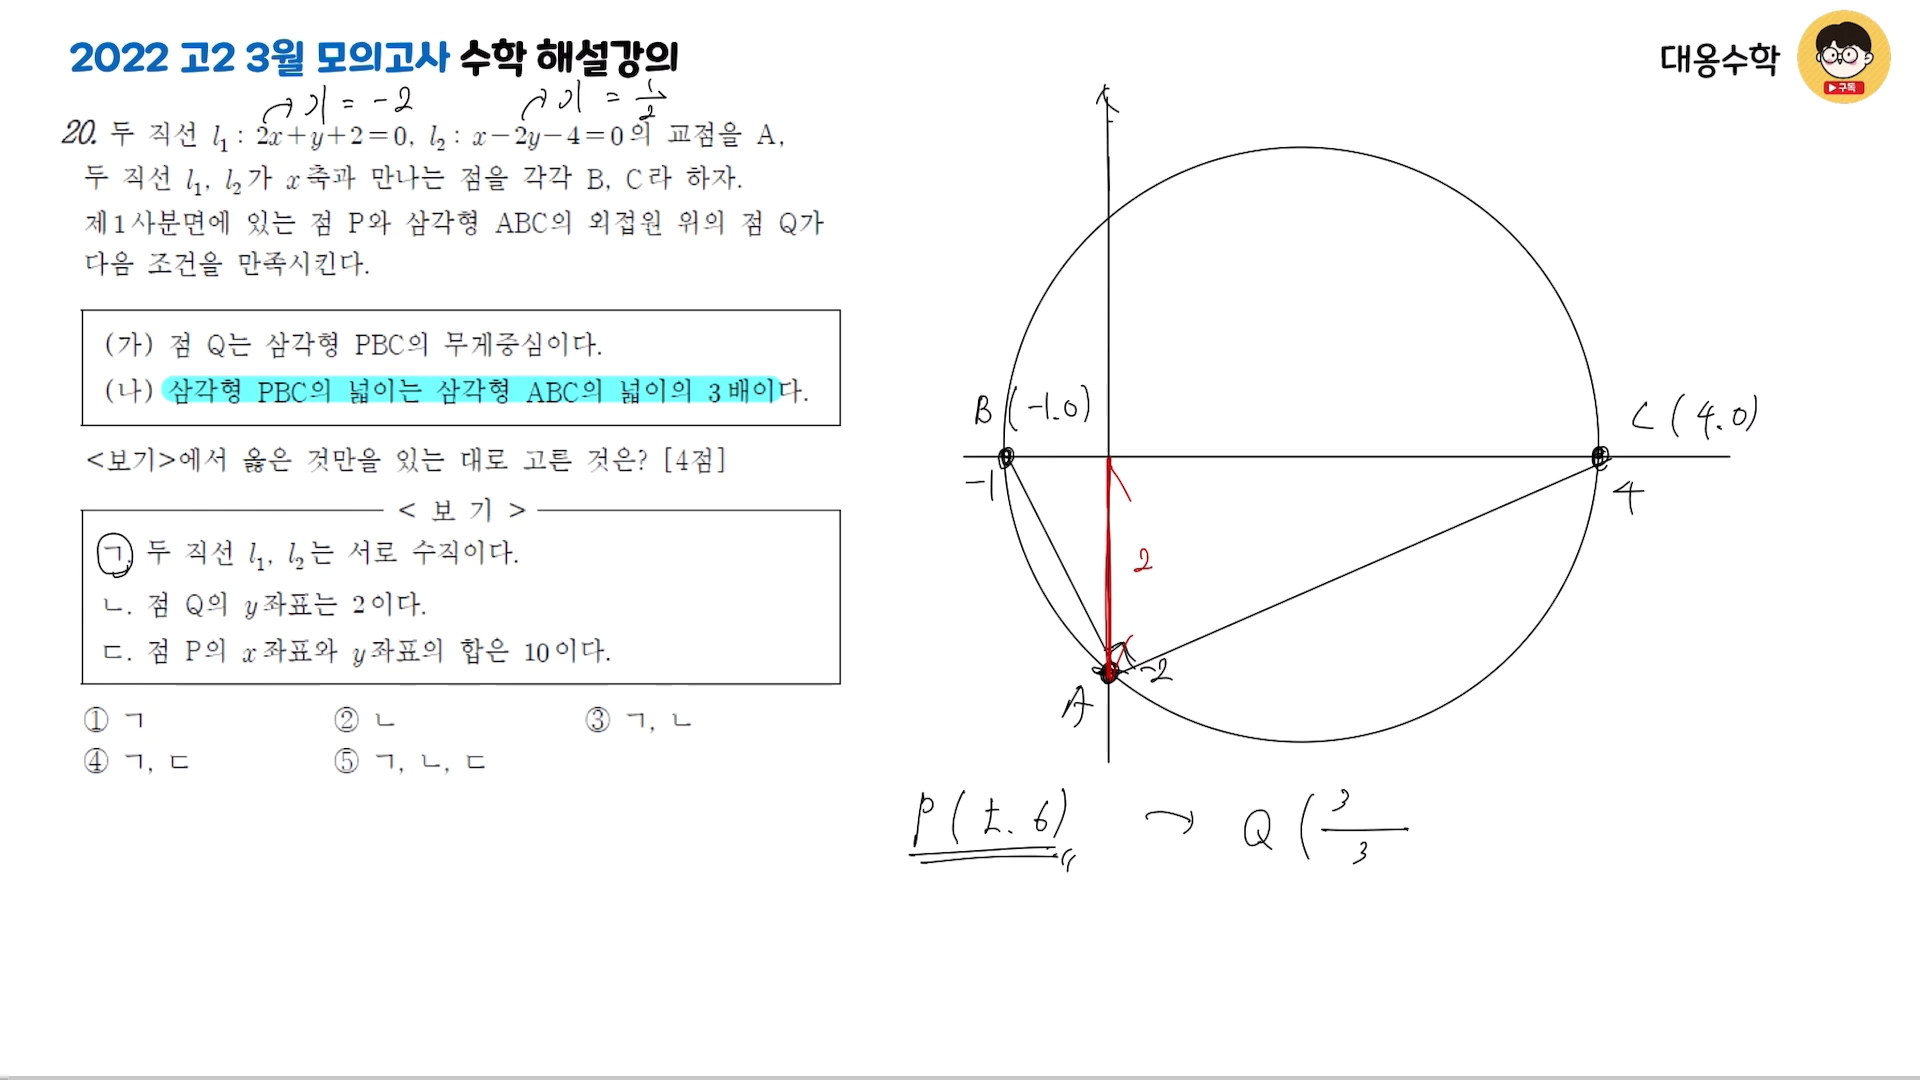 2022 고2 3월 모의고사 수학 해설강의
대웅수학
구독
기 = -2
기 = 1/2
20. 두 직선 l₁ : 2x+y+2=0, l₂ : x-2y-4=0의 교점을 A,
두 직선 l₁, l₂가 x축과 만나는 점을 각각 B, C라 하자.
제1사분면에 있는 점 P와 삼각형 ABC의 외접원 위의 점 Q가
다음 조건을 만족시킨다.
(가) 점 Q는 삼각형 PBC의 무게중심이다.
(나) 삼각형 PBC의 넓이는 삼각형 ABC의 넓이의 3배이다.
<보기>에서 옳은 것만을 있는 대로 고른 것은? [4점]
< 보 기 >
ㄱ. 두 직선 l₁, l₂는 서로 수직이다.
ㄴ. 점 Q의 y좌표는 2이다.
ㄷ. 점 P의 x좌표와 y좌표의 합은 10이다.
① ㄱ ② ㄴ ③ ㄱ, ㄴ
④ ㄱ, ㄷ ⑤ ㄱ, ㄴ, ㄷ
B (-1.0)
C (4.0)
-1
4
2
-2
A
P(t. 6) → Q ( 3/3